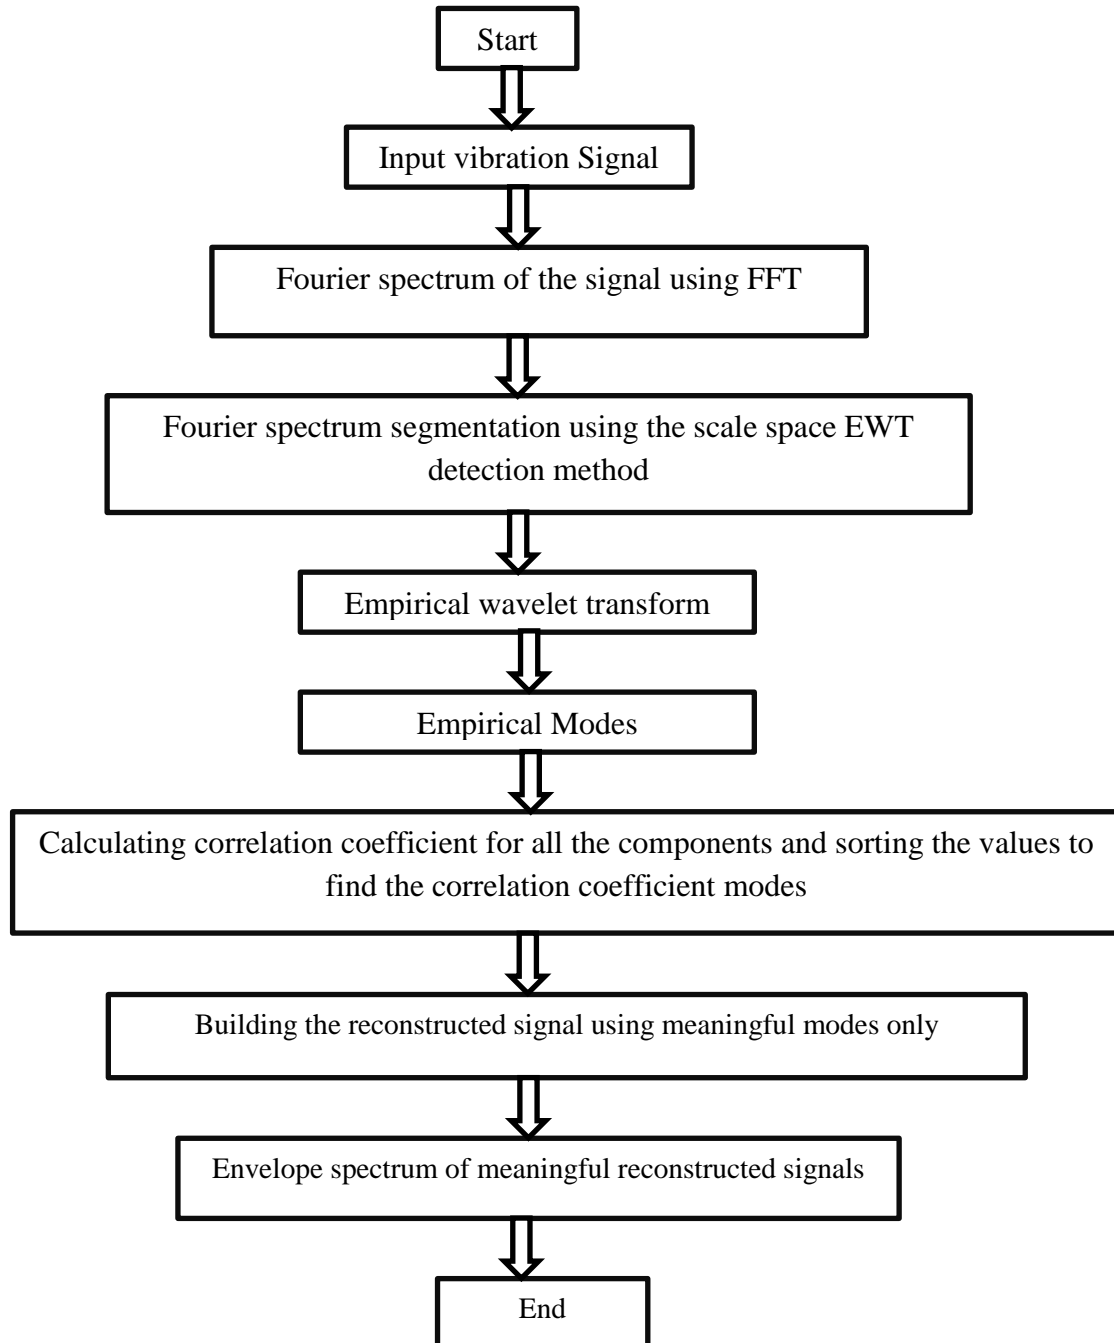 Start
Input vibration Signal
Fourier spectrum of the signal using FFT
Fourier spectrum segmentation using the scale space EWT
detection method
Empirical wavelet transform
Empirical Modes
Calculating correlation coefficient for all the components and sorting the values to
find the correlation coefficient modes
Building the reconstructed signal using meaningful modes only
Envelope spectrum of meaningful reconstructed signals
End